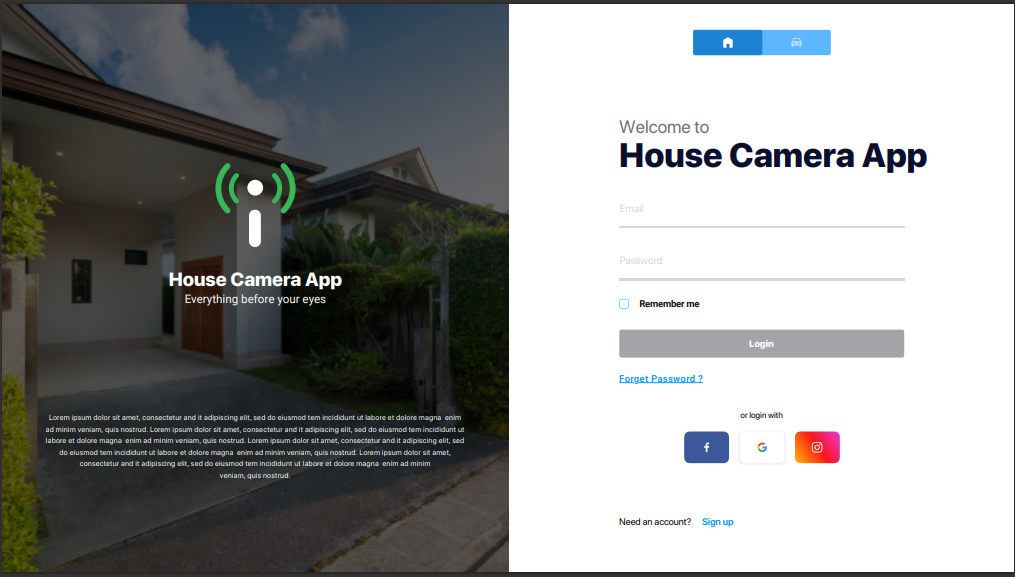 House Camera App
Everything before your eyes
Lorem ipsum dolor sit amet, consectetur and it adipiscing elit, sed do eiusmod tem incididunt ut labore et dolore magna enim
ad minim veniam, quis nostrud. Lorem ipsum dolor sit amet, consectetur and it adipiscing elit, sed do eiusmod tem incididunt ut
labore et dolore magna enim ad minim veniam, quis nostrud. Lorem ipsum dolor sit amet, consectetur and it adipiscing elit, sed
do eiusmod tem incididunt ut labore et dolore magna enim ad minim veniam, quis nostrud. Lorem ipsum dolor sit amet,
consectetur and it adipiscing elit, sed do eiusmod tem incididunt ut labore et dolore magna enim ad minim
veniam, quis nostrud.
Welcome to
House Camera App
Email
Password
Remember me
Login
Forget Password ?
or login with
Need an account? Sign up